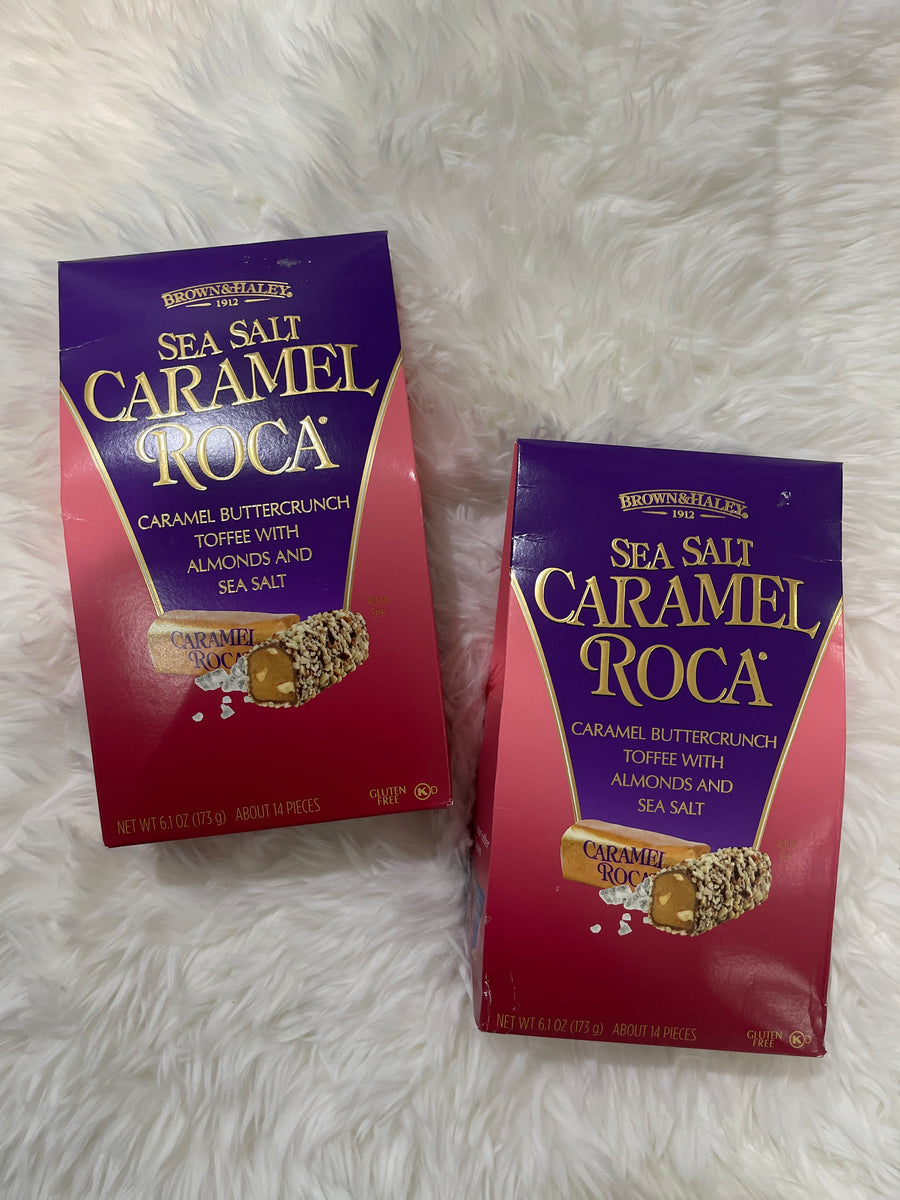 BROWN & HALEY®
1912
SEA SALT
CARAMEL
ROCA®
CARAMEL BUTTERCRUNCH
TOFFEE WITH
ALMONDS AND
SEA SALT
Actual
Size
CARAMEL
ROCA
GLUTEN
FREE
K D
NET WT 6.1 OZ (173 g) ABOUT 14 PIECES
BROWN & HALEY®
1912
SEA SALT
CARAMEL
ROCA®
CARAMEL BUTTERCRUNCH
TOFFEE WITH
ALMONDS AND
SEA SALT
CARAMEL
ROCA
NET WT 6.1 OZ (173 g) ABOUT 14 PIECES
GLUTEN
FREE
K D